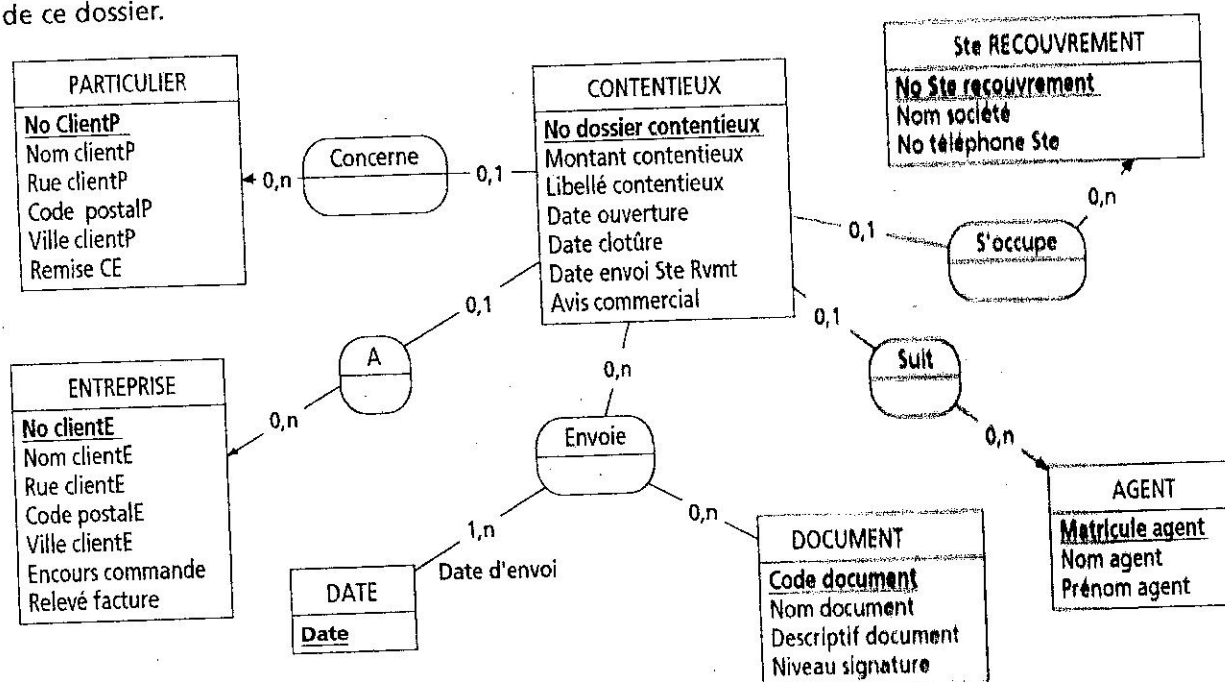 de ce dossier.
PARTICULIER
No ClientP
Nom clientP
Rue clientP
Code postalP
Ville clientP
Remise CE
0,n
Concerne
0,1
CONTENTIEUX
No dossier contentieux
Montant contentieux
Libellé contentieux
Date ouverture
Date clotûre
Date envoi Ste Rvmt
Avis commercial
Ste RECOUVREMENT
No Ste recouvrement
Nom société
No téléphone Ste
0,n
0,1
S'occupe
0,1
A
0,n
0,n
Envoie
0,1
Suit
0,n
ENTREPRISE
No clientE
Nom clientE
Rue clientE
Code postalE
Ville clientE
Encours commande
Relevé facture
1,n
Date d'envoi
DATE
Date
0,n
DOCUMENT
Code document
Nom document
Descriptif document
Niveau signature
AGENT
Matricule agent
Nom agent
Prénom agent